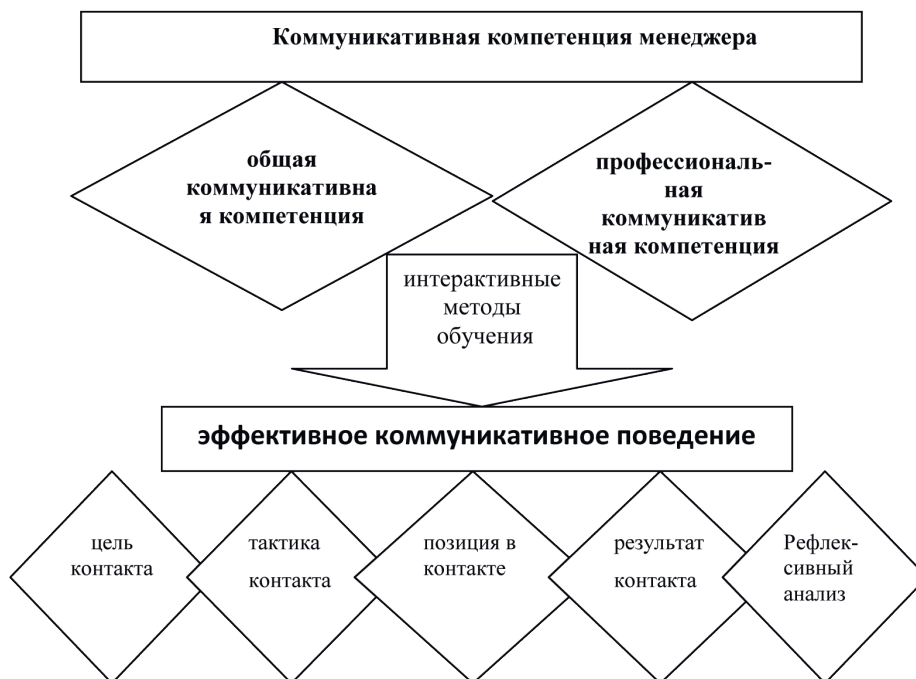 Коммуникативная компетенция менеджера
общая
коммуникативна
я компетенция
профессиональ-
ная
коммуникатив
ная компетенция
интерактивные
методы
обучения
эффективное коммуникативное поведение
цель
контакта
тактика
контакта
позиция в
контакте
результат
контакта
Рефлек-
сивный
анализ